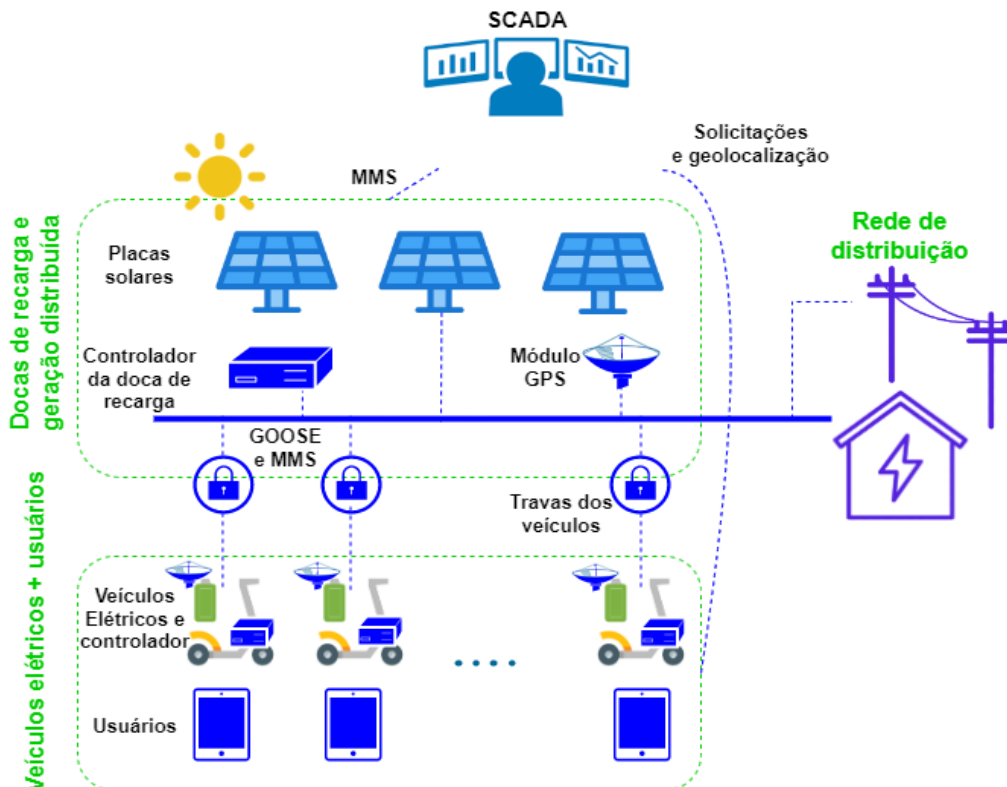 SCADA
Solicitações
e geolocalização
MMS
Docas de recarga e
geração distribuída
Placas
solares
Rede de
distribuição
Controlador
da doca de
recarga
Módulo
GPS
GOOSE
e MMS
Travas dos
veículos
Veículos elétricos + usuários
Veículos
Elétricos e
controlador
Usuários